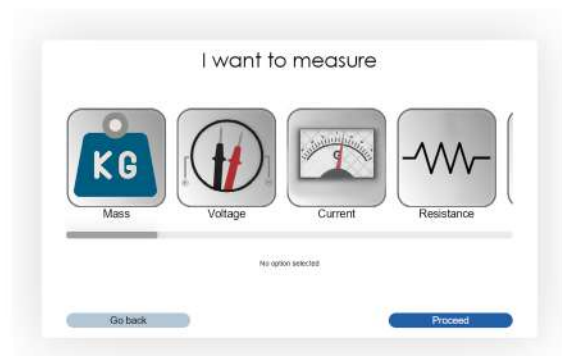 I want to measure
KG
Mass
Voltage
Current
Resistance
No option selected
Go back
Proceed